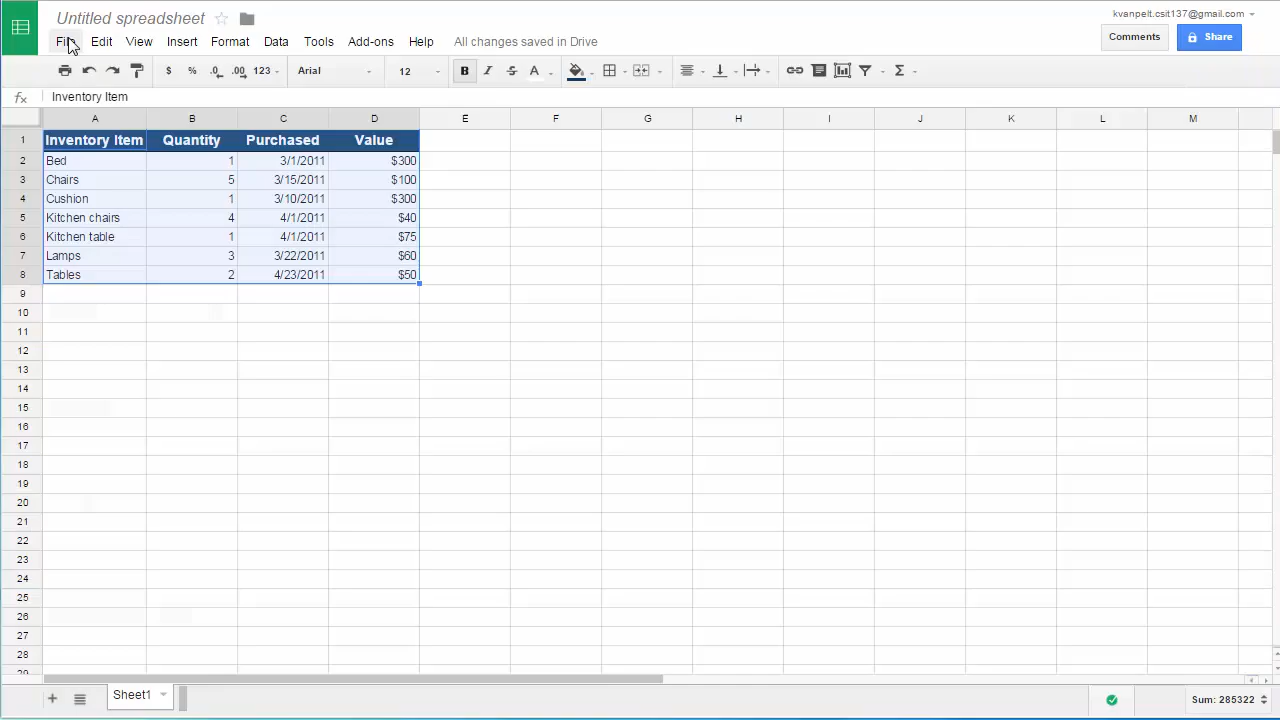 Untitled spreadsheet
kvanpelt.csit137@gmail.com
File Edit View Insert Format Data Tools Add-ons Help All changes saved in Drive
Comments Share
$ % .0 .00 123 Arial 12 B I S A Σ
fx Inventory Item
A B C D E F G H I J K L M
1 Inventory Item Quantity Purchased Value
2 Bed 1 3/1/2011 $300
3 Chairs 5 3/15/2011 $100
4 Cushion 1 3/10/2011 $300
5 Kitchen chairs 4 4/1/2011 $40
6 Kitchen table 1 4/1/2011 $75
7 Lamps 3 3/22/2011 $60
8 Tables 2 4/23/2011 $50
9
10
11
12
13
14
15
16
17
18
19
20
21
22
23
24
25
26
27
28
29
Sheet1 Sum: 285322